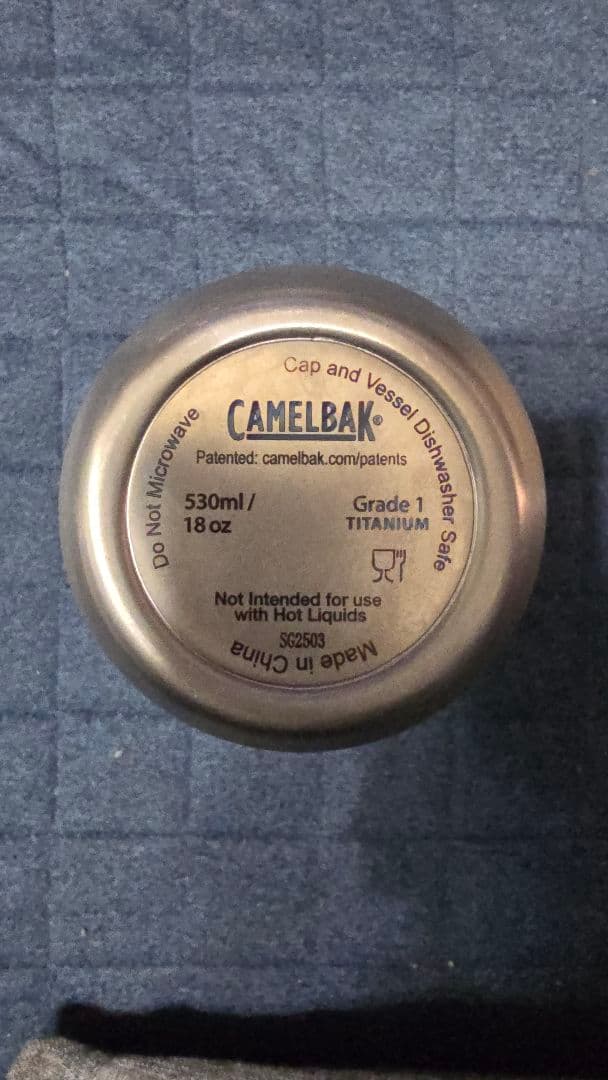 Cap and Vessel Dishwasher Safe
Do Not Microwave
CAMELBAK®
Patented: camelbak.com/patents
530ml/
18 oz
Grade 1
TITANIUM
Not Intended for use
with Hot Liquids
SG2503
Made in China